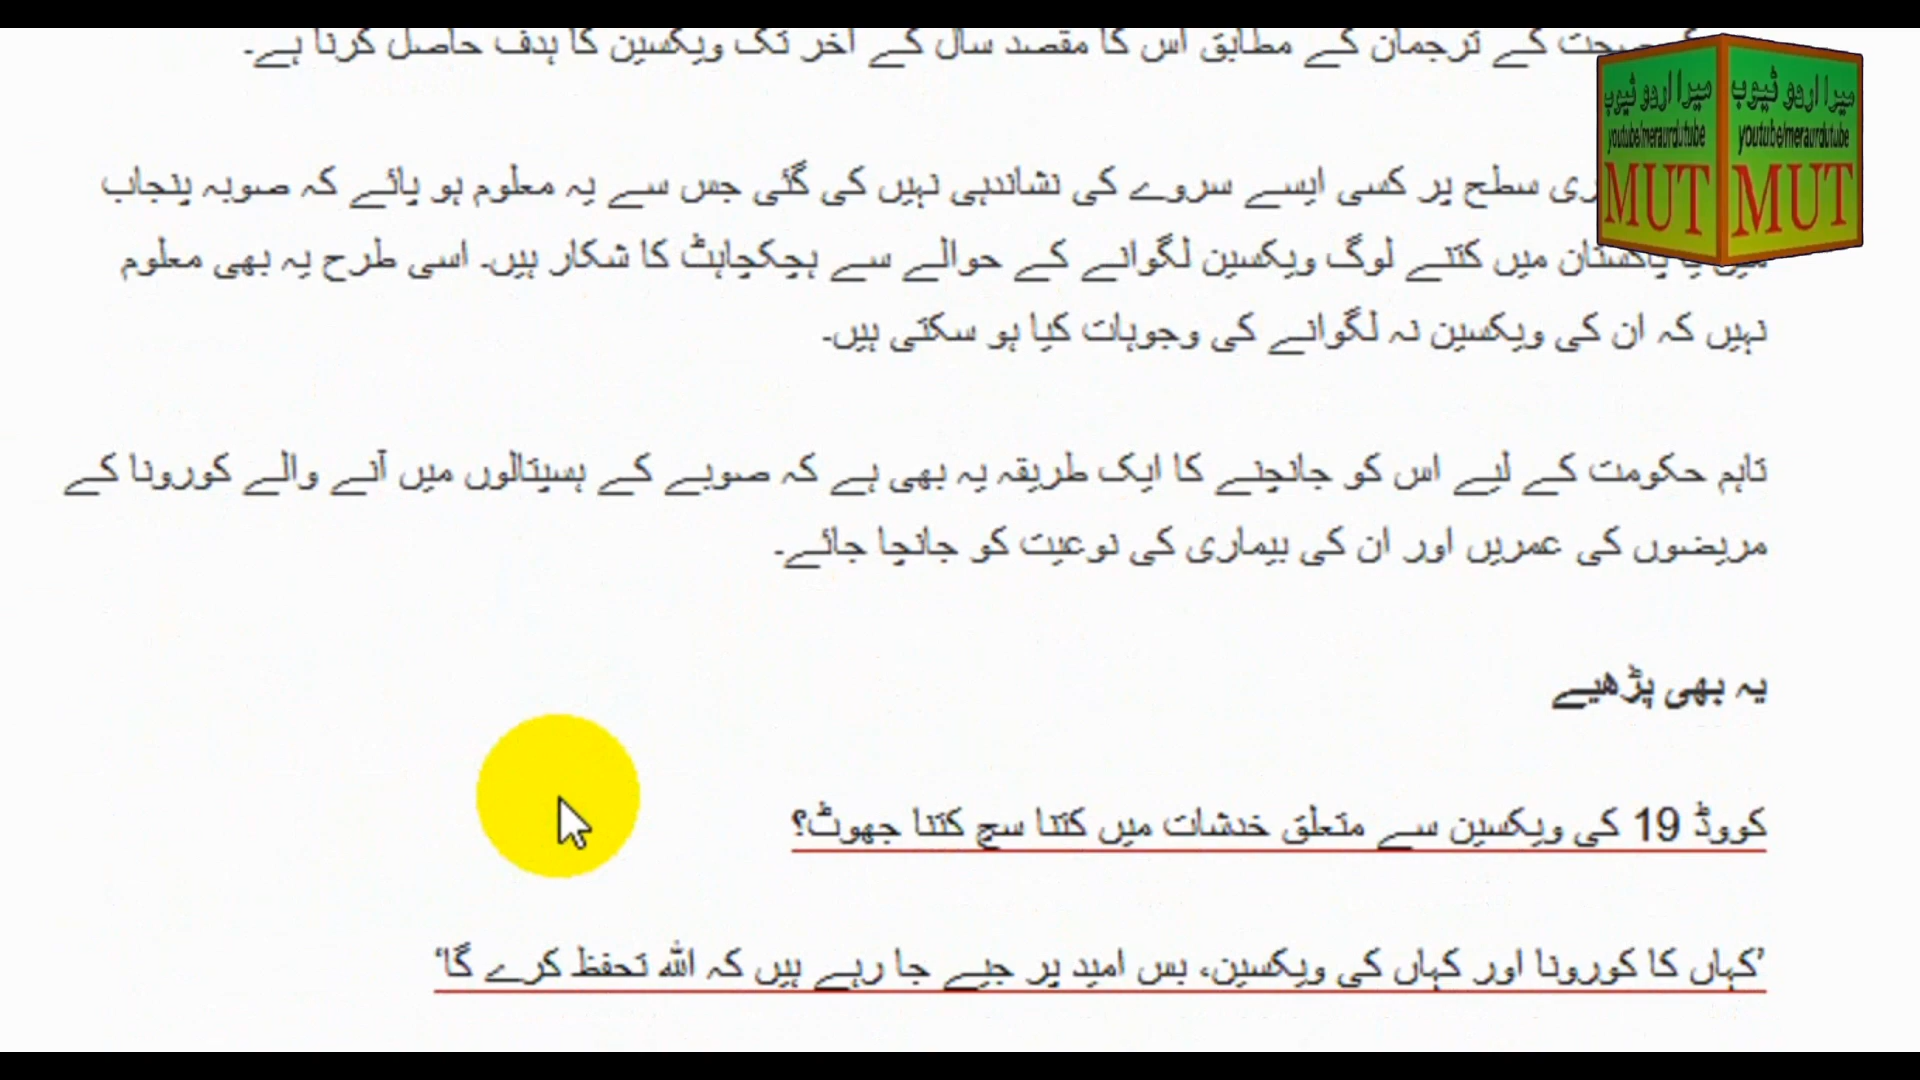 صحت کے ترجمان کے مطابق اس کا مقصد سال کے آخر تک ویکسین کا ہدف حاصل کرنا ہے۔
میرا اردو ٹیوب
youtube/meraurdutube
MUT
میرا اردو ٹیوب
youtube/meraurdutube
MUT
سطح پر کسی ایسے سروے کی نشاندہی نہیں کی گئی جس سے یہ معلوم ہو پائے کہ صوبہ پنجاب
میں یا پاکستان میں کتنے لوگ ویکسین لگوانے کے حوالے سے ہچکچاہٹ کا شکار ہیں۔ اسی طرح یہ بھی معلوم
نہیں کہ ان کی ویکسین نہ لگوانے کی وجوہات کیا ہو سکتی ہیں۔
تاہم حکومت کے لیے اس کو جانچنے کا ایک طریقہ یہ بھی ہے کہ صوبے کے ہسپتالوں میں آنے والے کورونا کے
مریضوں کی عمریں اور ان کی بیماری کی نوعیت کو جانچا جائے۔
یہ بھی پڑھیے
کووڈ 19 کی ویکسین سے متعلق خدشات میں کتنا سچ کتنا جھوٹ؟
’کہاں کا کورونا اور کہاں کی ویکسین، بس امید پر جیے جا رہے ہیں کہ اللہ تحفظ کرے گا‘